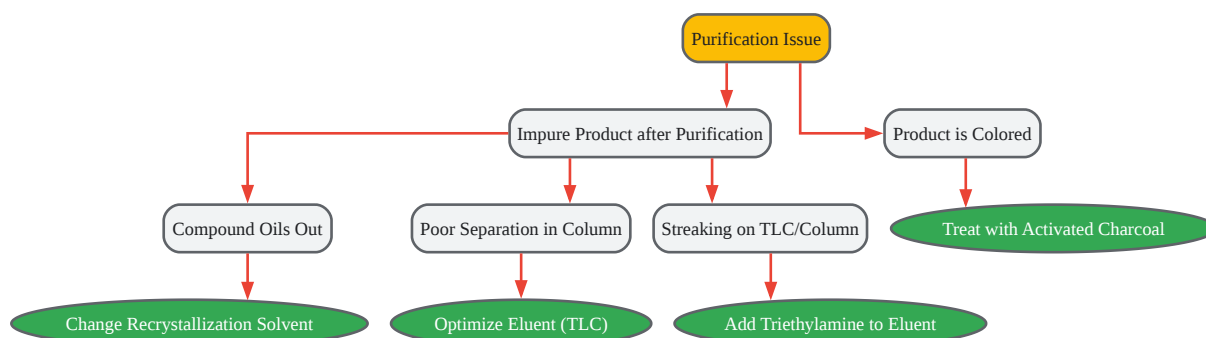 Purification Issue
Impure Product after Purification
Product is Colored
Compound Oils Out
Poor Separation in Column
Streaking on TLC/Column
Treat with Activated Charcoal
Change Recrystallization Solvent
Optimize Eluent (TLC)
Add Triethylamine to Eluent